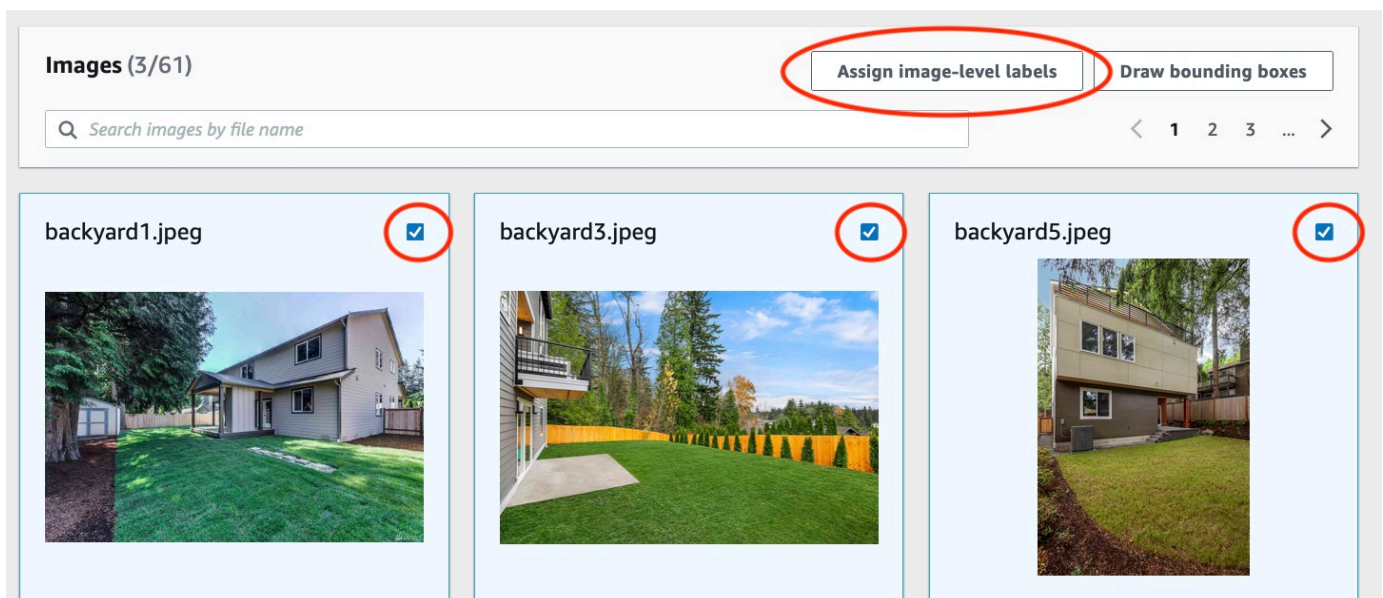 Images (3/61)
Assign image-level labels
Draw bounding boxes
Search images by file name
1 2 3 ...
backyard1.jpeg
backyard3.jpeg
backyard5.jpeg